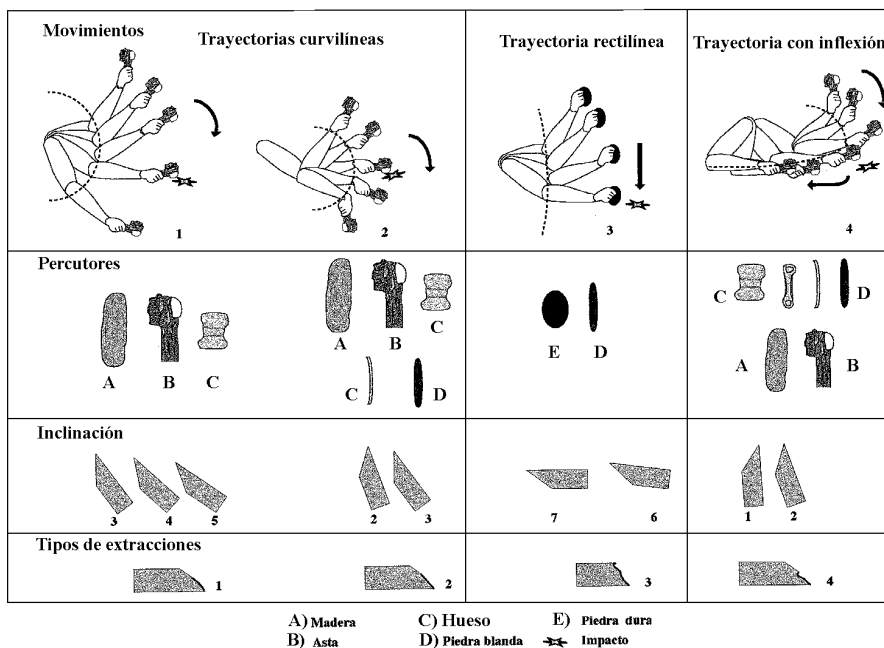 Movimientos
Trayectorias curvilíneas
Trayectoria rectilínea
Trayectoria con inflexión
1
2
3
4
Percutores
A
B
C
A
B
C
C
D
E
D
C
D
A
B
Inclinación
3
4
5
2
3
7
6
1
2
Tipos de extracciones
1
2
3
4
A) Madera
C) Hueso
E) Piedra dura
B) Asta
D) Piedra blanda
Impacto